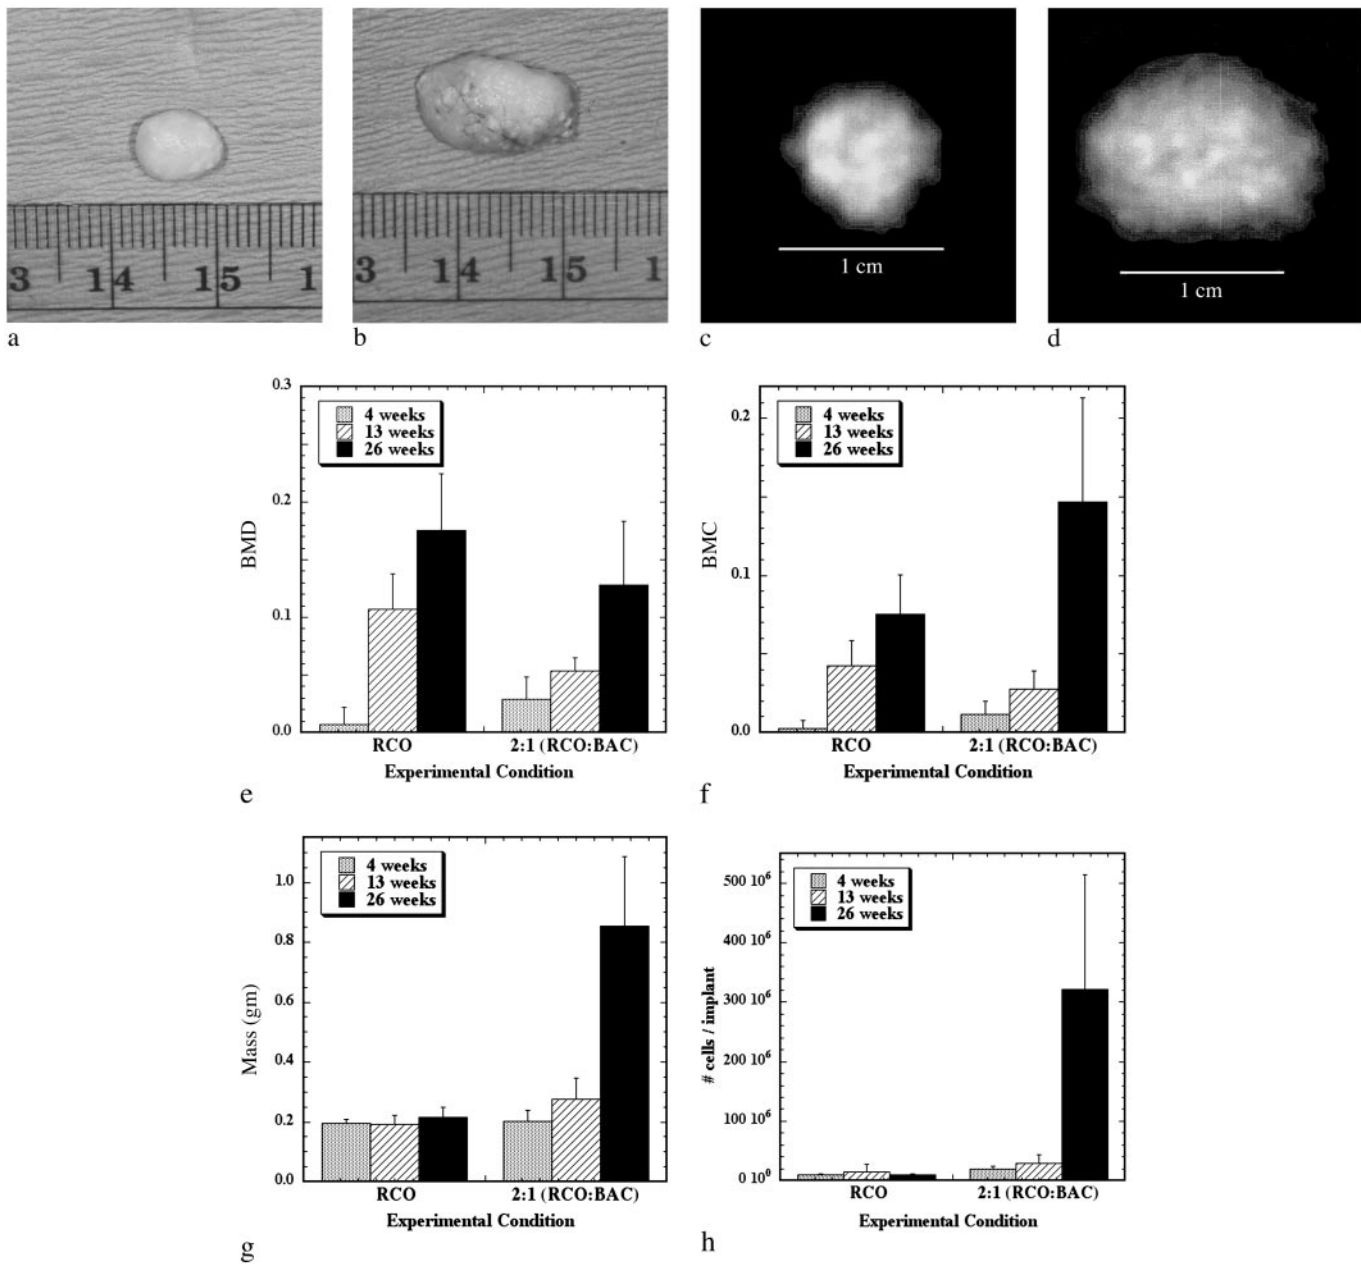 3 14 15 1
3 14 15 1
1 cm
1 cm
a
b
c
d
0.3
0.2
0.1
0.0
BMD
4 weeks
13 weeks
26 weeks
RCO
2:1 (RCO:BAC)
Experimental Condition
e
0.2
0.1
0.0
BMC
4 weeks
13 weeks
26 weeks
RCO
2:1 (RCO:BAC)
Experimental Condition
f
1.0
0.8
0.6
0.4
0.2
0.0
Mass (gm)
4 weeks
13 weeks
26 weeks
RCO
2:1 (RCO:BAC)
Experimental Condition
g
500 10⁶
400 10⁶
300 10⁶
200 10⁶
100 10⁶
0 10⁰
# cells / implant
4 weeks
13 weeks
26 weeks
RCO
2:1 (RCO:BAC)
Experimental Condition
h